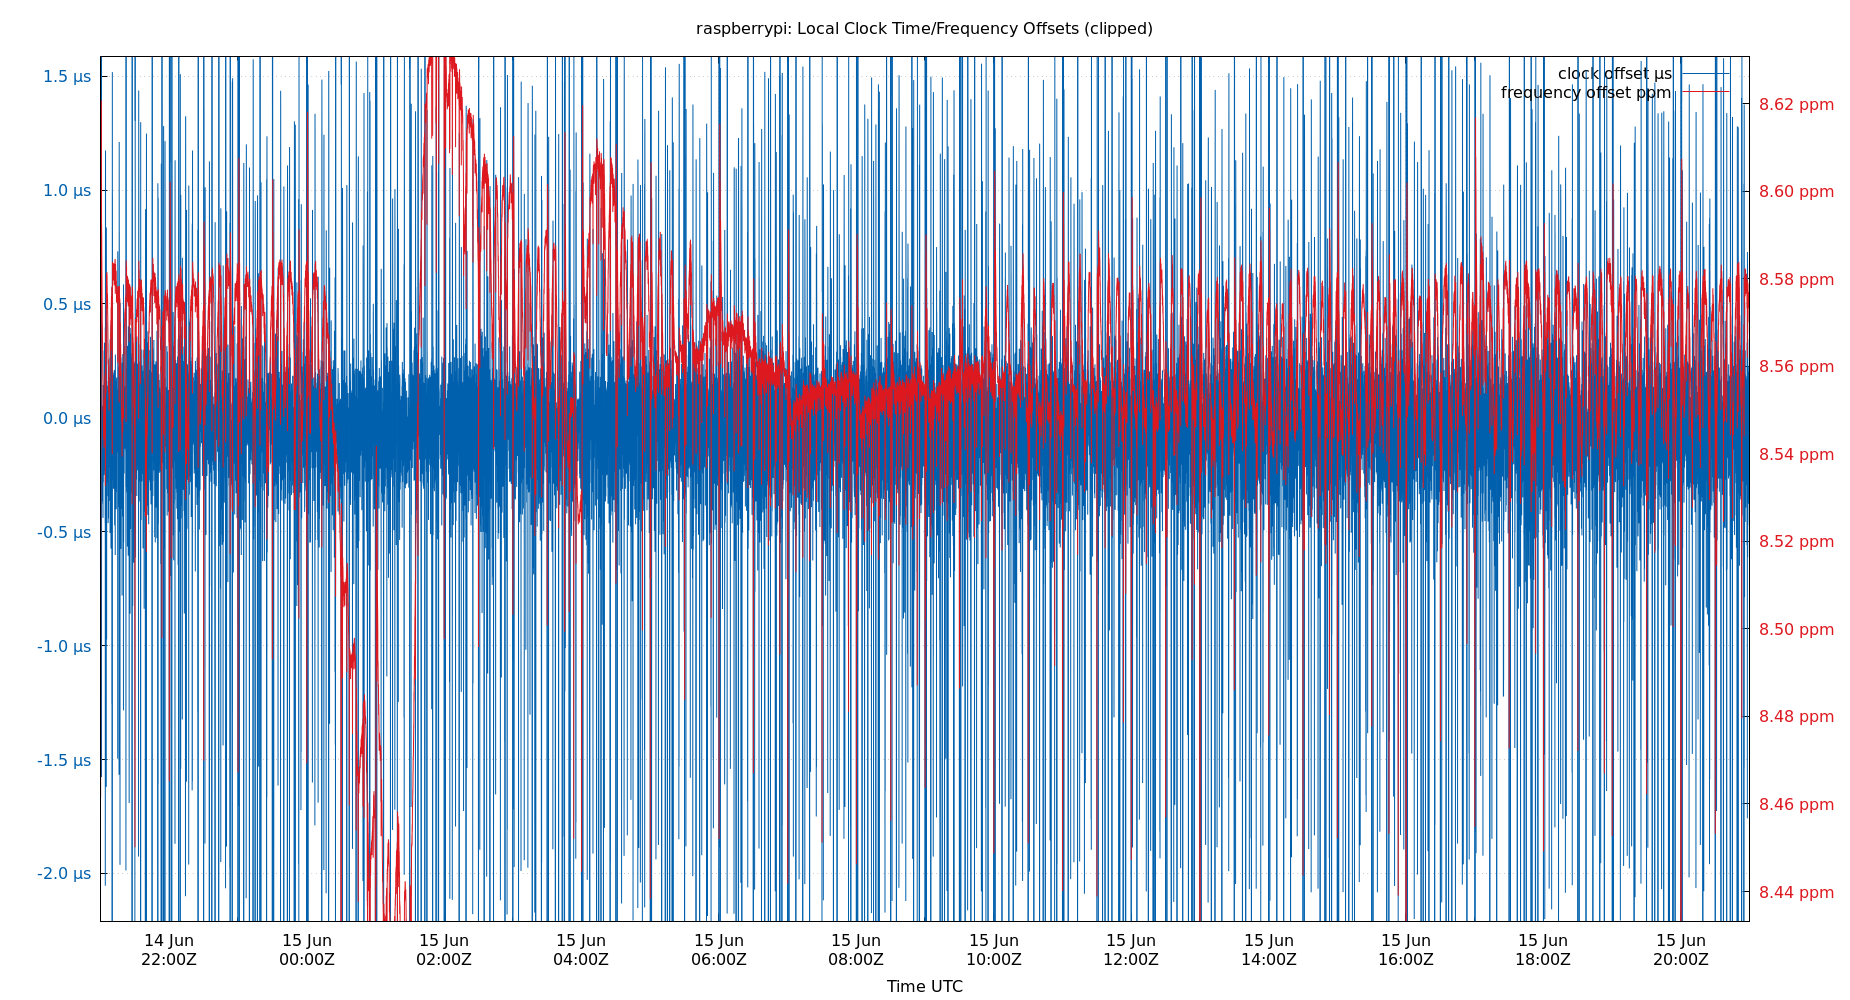 raspberrypi: Local Clock Time/Frequency Offsets (clipped)
clock offset µs
frequency offset ppm
1.5 µs
1.0 µs
0.5 µs
0.0 µs
-0.5 µs
-1.0 µs
-1.5 µs
-2.0 µs
8.62 ppm
8.60 ppm
8.58 ppm
8.56 ppm
8.54 ppm
8.52 ppm
8.50 ppm
8.48 ppm
8.46 ppm
8.44 ppm
14 Jun 15 Jun 15 Jun 15 Jun 15 Jun 15 Jun 15 Jun 15 Jun 15 Jun 15 Jun 15 Jun 15 Jun
22:00Z 00:00Z 02:00Z 04:00Z 06:00Z 08:00Z 10:00Z 12:00Z 14:00Z 16:00Z 18:00Z 20:00Z
Time UTC